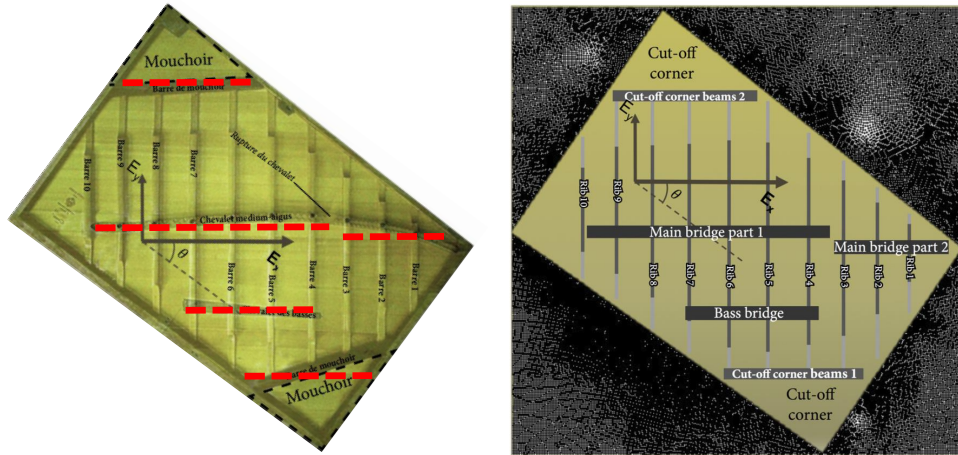 Mouchoir
Barre de mouchoir
Barre 10
Barre 9
Barre 8
Barre 7
Rupture du chevalet
Ey
Chevalet medium-aigus
θ
Barre 6
Barre 5
Barre 4
Barre 3
Barre 2
Barre 1
des basses
de mouchoir
Mouchoir
Cut-off
corner
Cut-off corner beams 2
Ey
θ
Ex
Rib 10
Rib 9
Main bridge part 1
Main bridge part 2
Rib 8
Rib 7
Rib 6
Rib 5
Rib 4
Rib 3
Rib 2
Rib 1
Bass bridge
Cut-off corner beams 1
Cut-off
corner